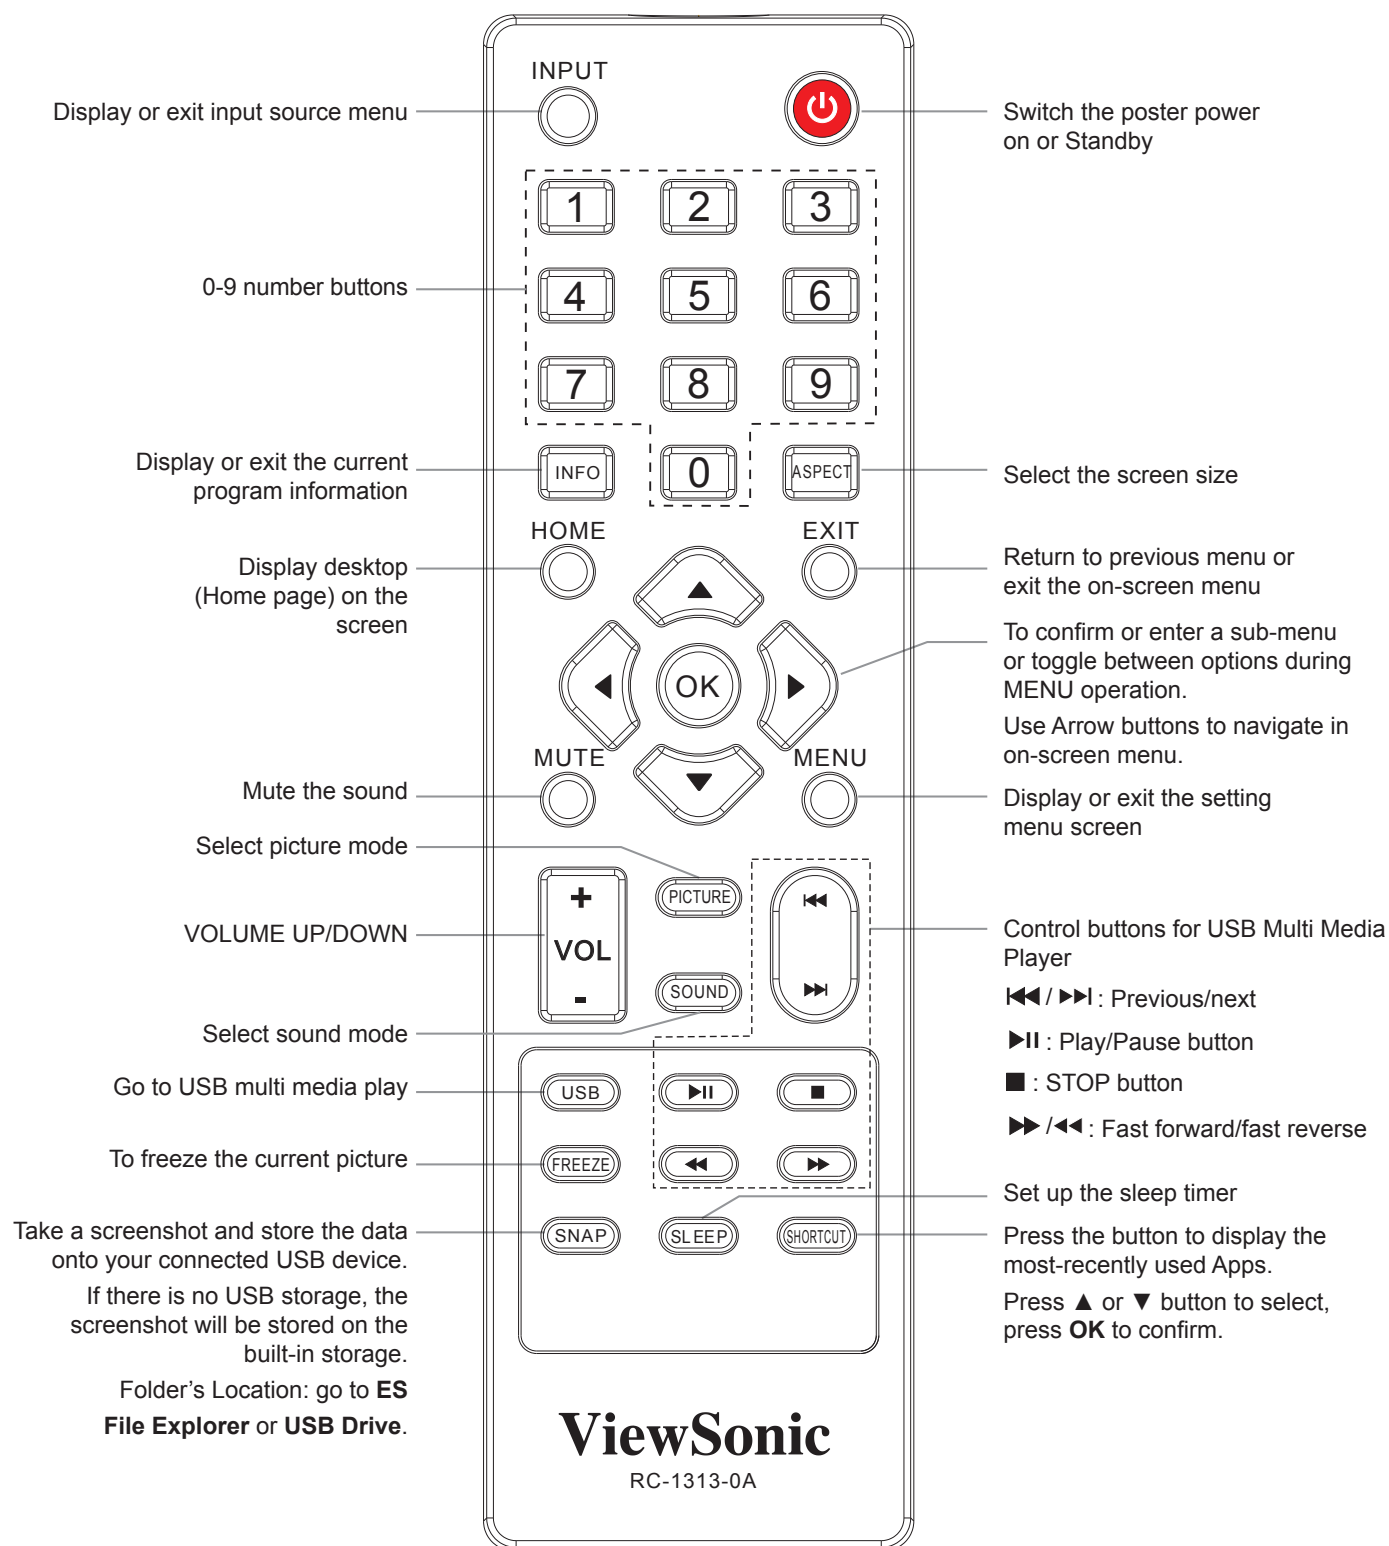 INPUT
Display or exit input source menu
Switch the poster power
on or Standby
1 2 3
0-9 number buttons
4 5 6
7 8 9
Display or exit the current
program information
INFO
0
ASPECT
Select the screen size
HOME
EXIT
Display desktop
(Home page) on the
screen
Return to previous menu or
exit the on-screen menu
OK
To confirm or enter a sub-menu
or toggle between options during
MENU operation.
Use Arrow buttons to navigate in
on-screen menu.
MUTE
MENU
Mute the sound
Display or exit the setting
menu screen
Select picture mode
PICTURE
VOLUME UP/DOWN
+
VOL
-
SOUND
Select sound mode
Control buttons for USB Multi Media
Player
⏮ / ⏭ : Previous/next
▶II : Play/Pause button
■ : STOP button
▶▶ /◀◀ : Fast forward/fast reverse
Go to USB multi media play
USB
To freeze the current picture
FREEZE
Take a screenshot and store the data
onto your connected USB device.
If there is no USB storage, the
screenshot will be stored on the
built-in storage.
Folder’s Location: go to ES
File Explorer or USB Drive.
SNAP
SLEEP
SHORTCUT
Set up the sleep timer
Press the button to display the
most-recently used Apps.
Press ▲ or ▼ button to select,
press OK to confirm.
ViewSonic
RC-1313-0A